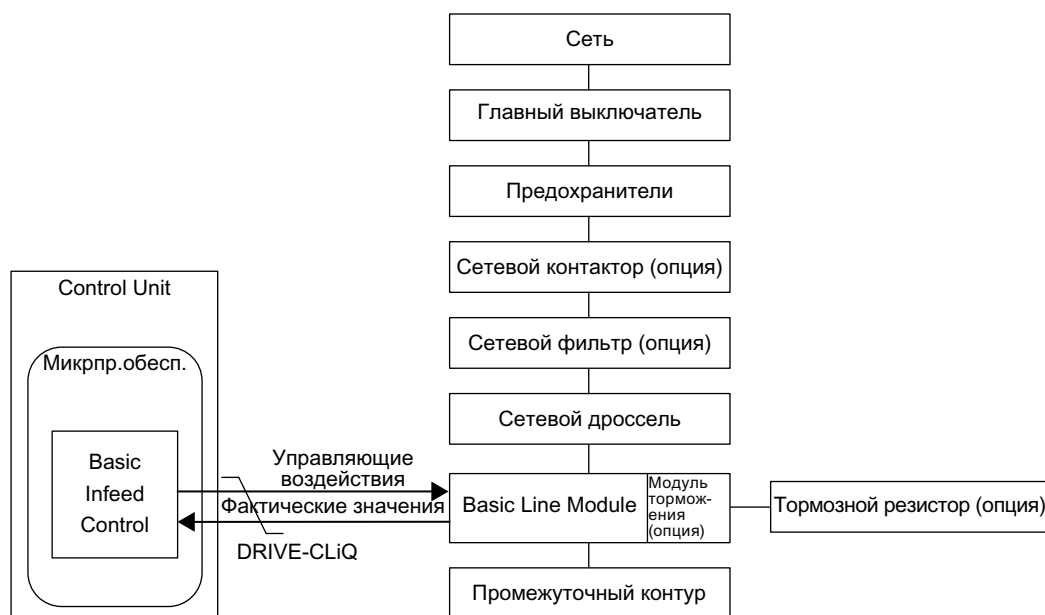 Сеть
Главный выключатель
Предохранители
Сетевой контактор (опция)
Control Unit
Сетевой фильтр (опция)
Микрпр.обесп.
Сетевой дроссель
Basic
Infeed
Control
Управляющие
воздействия
Фактические значения
DRIVE-CLiQ
Basic Line Module
Модуль
тормож-
ения
(опция)
Тормозной резистор (опция)
Промежуточный контур